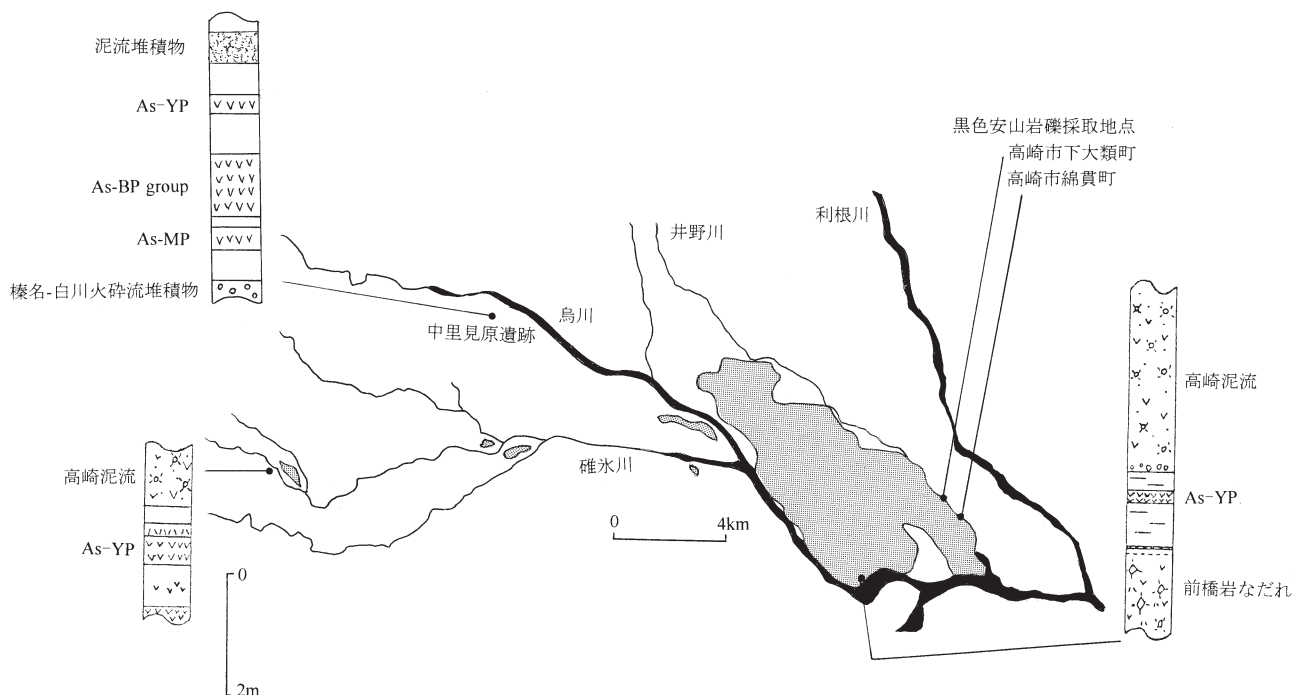 泥流堆積物
As-YP
As-BP group
As-MP
榛名-白川火砕流堆積物
中里見原遺跡
烏川
井野川
利根川
黒色安山岩礫採取地点
高崎市下大類町
高崎市綿貫町
碓氷川
0 4km
高崎泥流
As-YP
0
2m
高崎泥流
As-YP
前橋岩なだれ